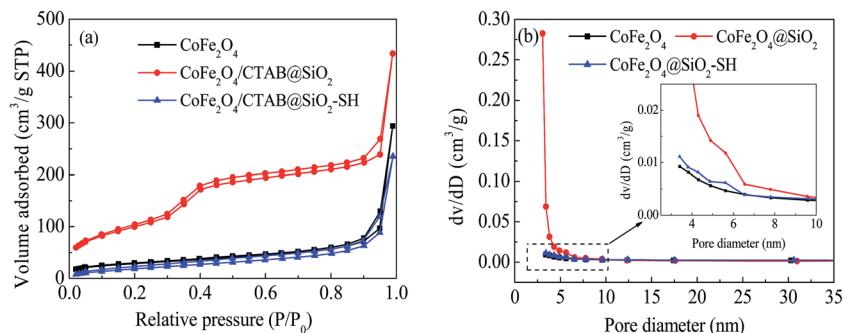 (a)
CoFe₂O₄
CoFe₂O₄/CTAB@SiO₂
CoFe₂O₄/CTAB@SiO₂-SH
Volume adsorbed (cm³/g STP)
500
400
300
200
100
0
0.0 0.2 0.4 0.6 0.8 1.0
Relative pressure (P/P₀)
(b)
CoFe₂O₄ CoFe₂O₄@SiO₂
CoFe₂O₄@SiO₂-SH
dv/dD (cm³/g)
0.30
0.25
0.20
0.15
0.10
0.05
0.00
0 5 10 15 20 25 30 35
Pore diameter (nm)
dv/dD (cm³/g)
0.02
0.01
0.00
4 6 8 10
Pore diameter (nm)